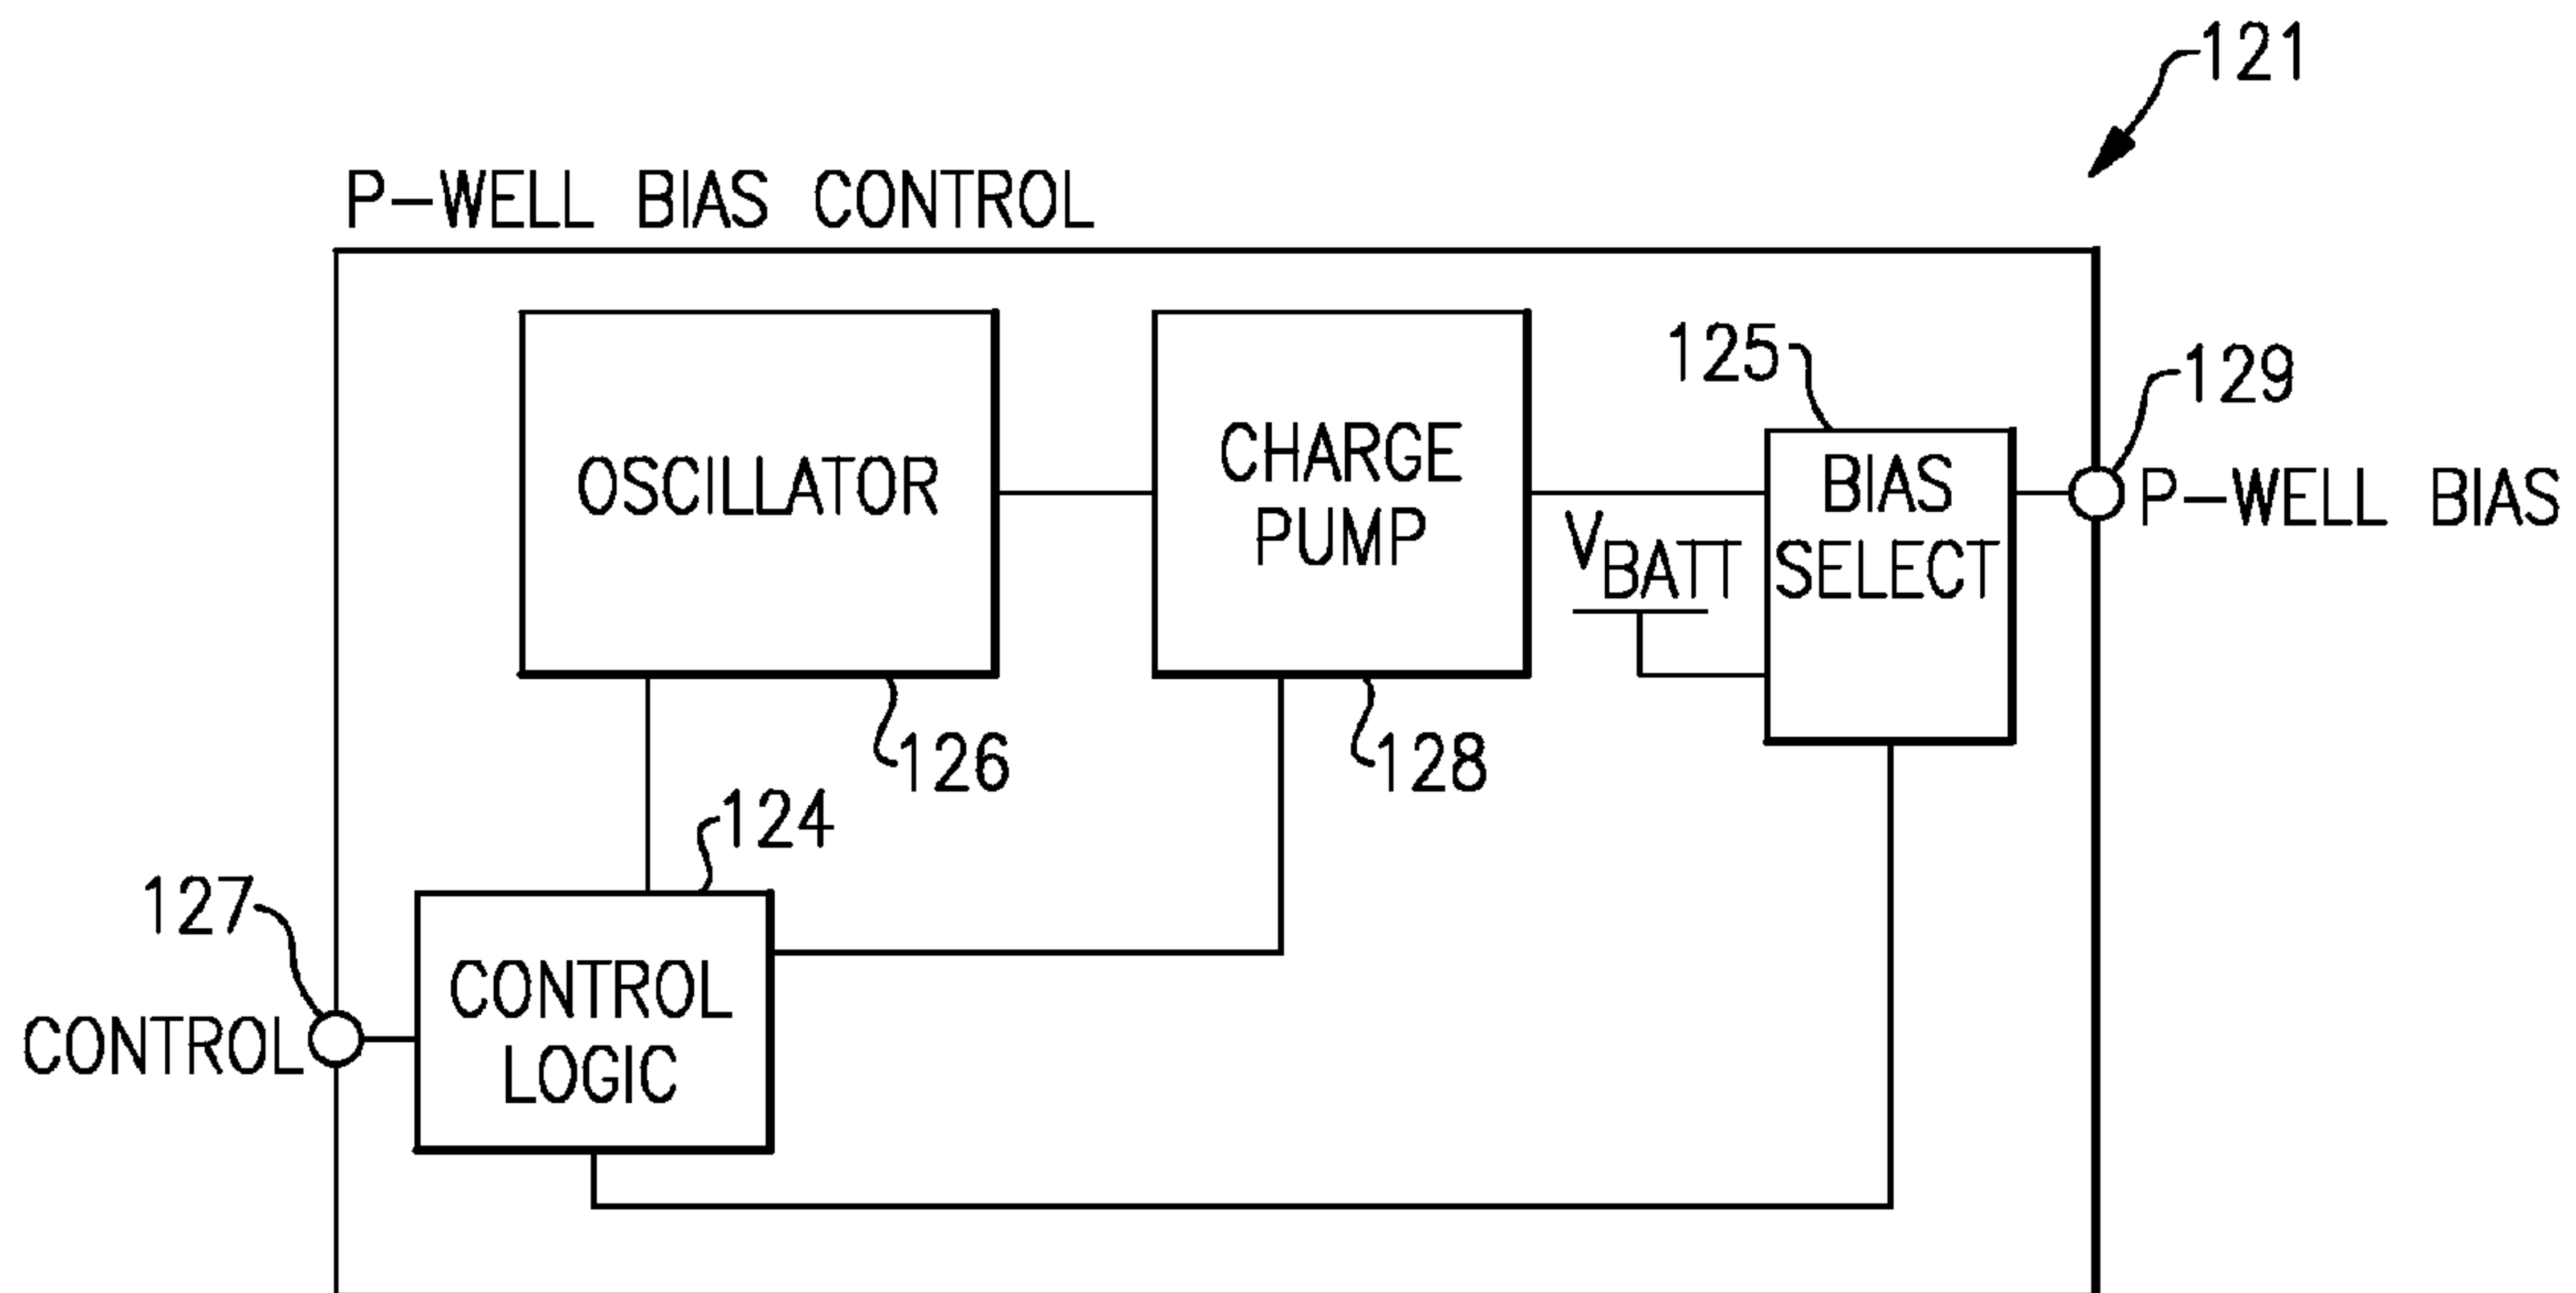 121
P-WELL BIAS CONTROL
125
129
OSCILLATOR
CHARGE
PUMP
BIAS
SELECT
VBATT
P-WELL BIAS
126
128
124
127
CONTROL
CONTROL
LOGIC